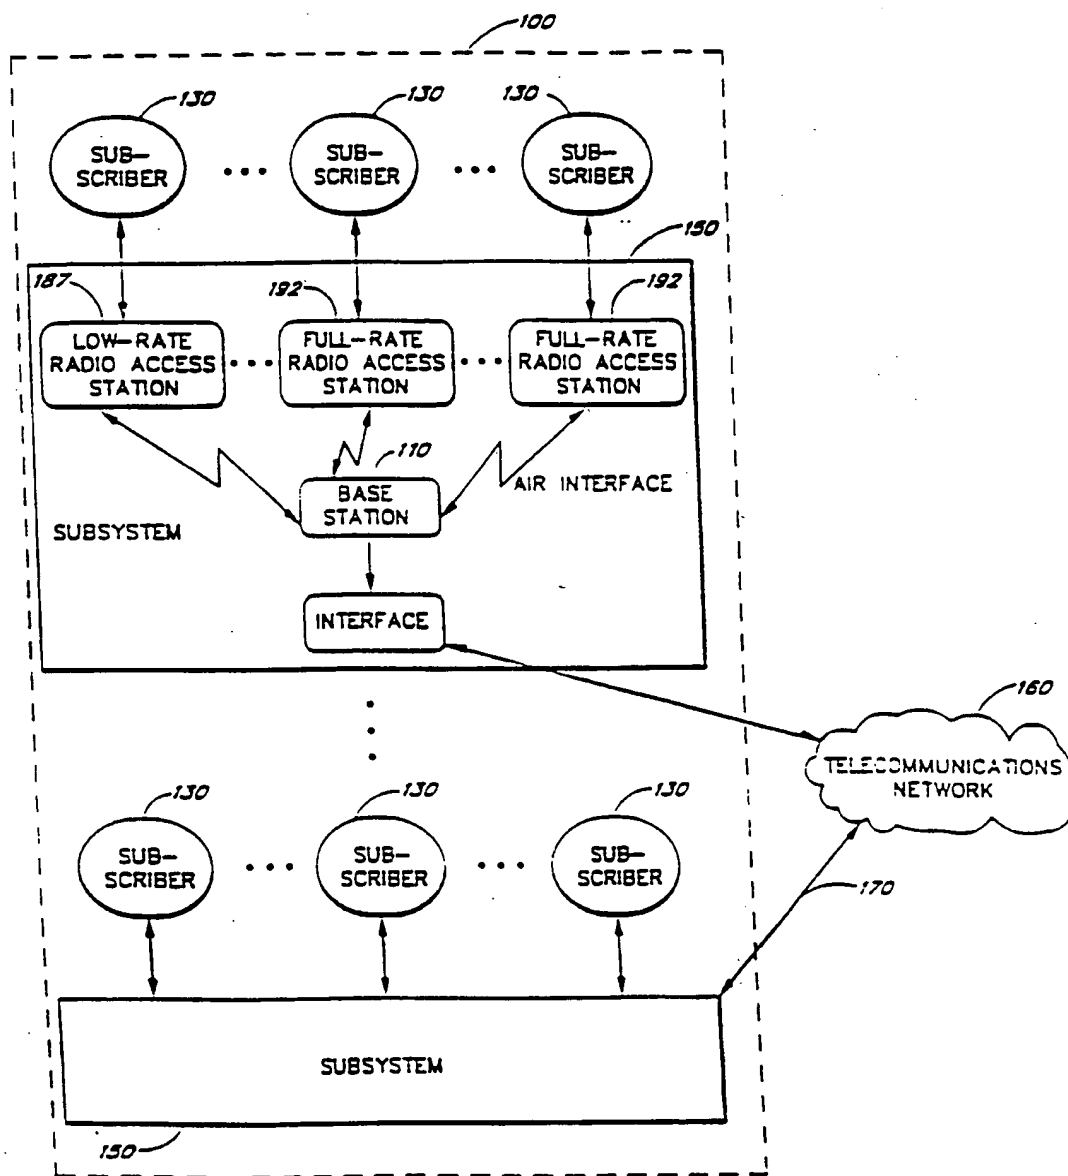 100
130
130
130
SUB-
SCRIBER
SUB-
SCRIBER
SUB-
SCRIBER
150
187
192
192
LOW-RATE
RADIO ACCESS
STATION
FULL-RATE
RADIO ACCESS
STATION
FULL-RATE
RADIO ACCESS
STATION
110
BASE
STATION
AIR INTERFACE
SUBSYSTEM
INTERFACE
160
TELECOMMUNICATIONS
NETWORK
130
130
130
SUB-
SCRIBER
SUB-
SCRIBER
SUB-
SCRIBER
170
SUBSYSTEM
150